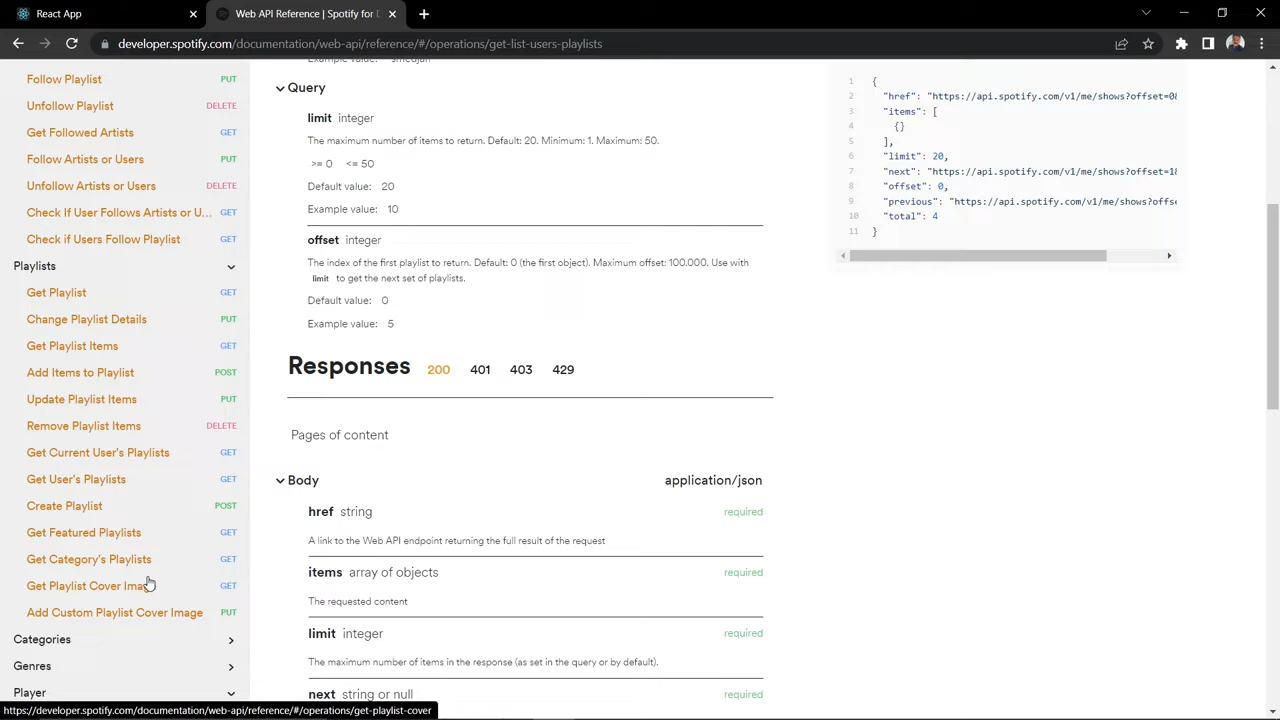 React App
Web API Reference | Spotify for D
developer.spotify.com/documentation/web-api/reference/#/operations/get-list-users-playlists
Follow Playlist PUT
Unfollow Playlist DELETE
Get Followed Artists GET
Follow Artists or Users PUT
Unfollow Artists or Users DELETE
Check If User Follows Artists or U... GET
Check if Users Follow Playlist GET
Playlists
Get Playlist GET
Change Playlist Details PUT
Get Playlist Items GET
Add Items to Playlist POST
Update Playlist Items PUT
Remove Playlist Items DELETE
Get Current User's Playlists GET
Get User's Playlists GET
Create Playlist POST
Get Featured Playlists GET
Get Category's Playlists GET
Get Playlist Cover Image GET
Add Custom Playlist Cover Image PUT
Categories
Genres
Player
https://developer.spotify.com/documentation/web-api/reference/#/operations/get-playlist-cover
Example value: smedjan
Query
limit integer
The maximum number of items to return. Default: 20. Minimum: 1. Maximum: 50.
>= 0 <= 50
Default value: 20
Example value: 10
offset integer
The index of the first playlist to return. Default: 0 (the first object). Maximum offset: 100.000. Use with
limit to get the next set of playlists.
Default value: 0
Example value: 5
Responses 200 401 403 429
Pages of content
Body application/json
href string required
A link to the Web API endpoint returning the full result of the request
items array of objects required
The requested content
limit integer required
The maximum number of items in the response (as set in the query or by default).
next string or null required
1 {
2 "href": "https://api.spotify.com/v1/me/shows?offset=0&
3 "items": [
4 {}
5 ],
6 "limit": 20,
7 "next": "https://api.spotify.com/v1/me/shows?offset=1&
8 "offset": 0,
9 "previous": "https://api.spotify.com/v1/me/shows?offse
10 "total": 4
11 }